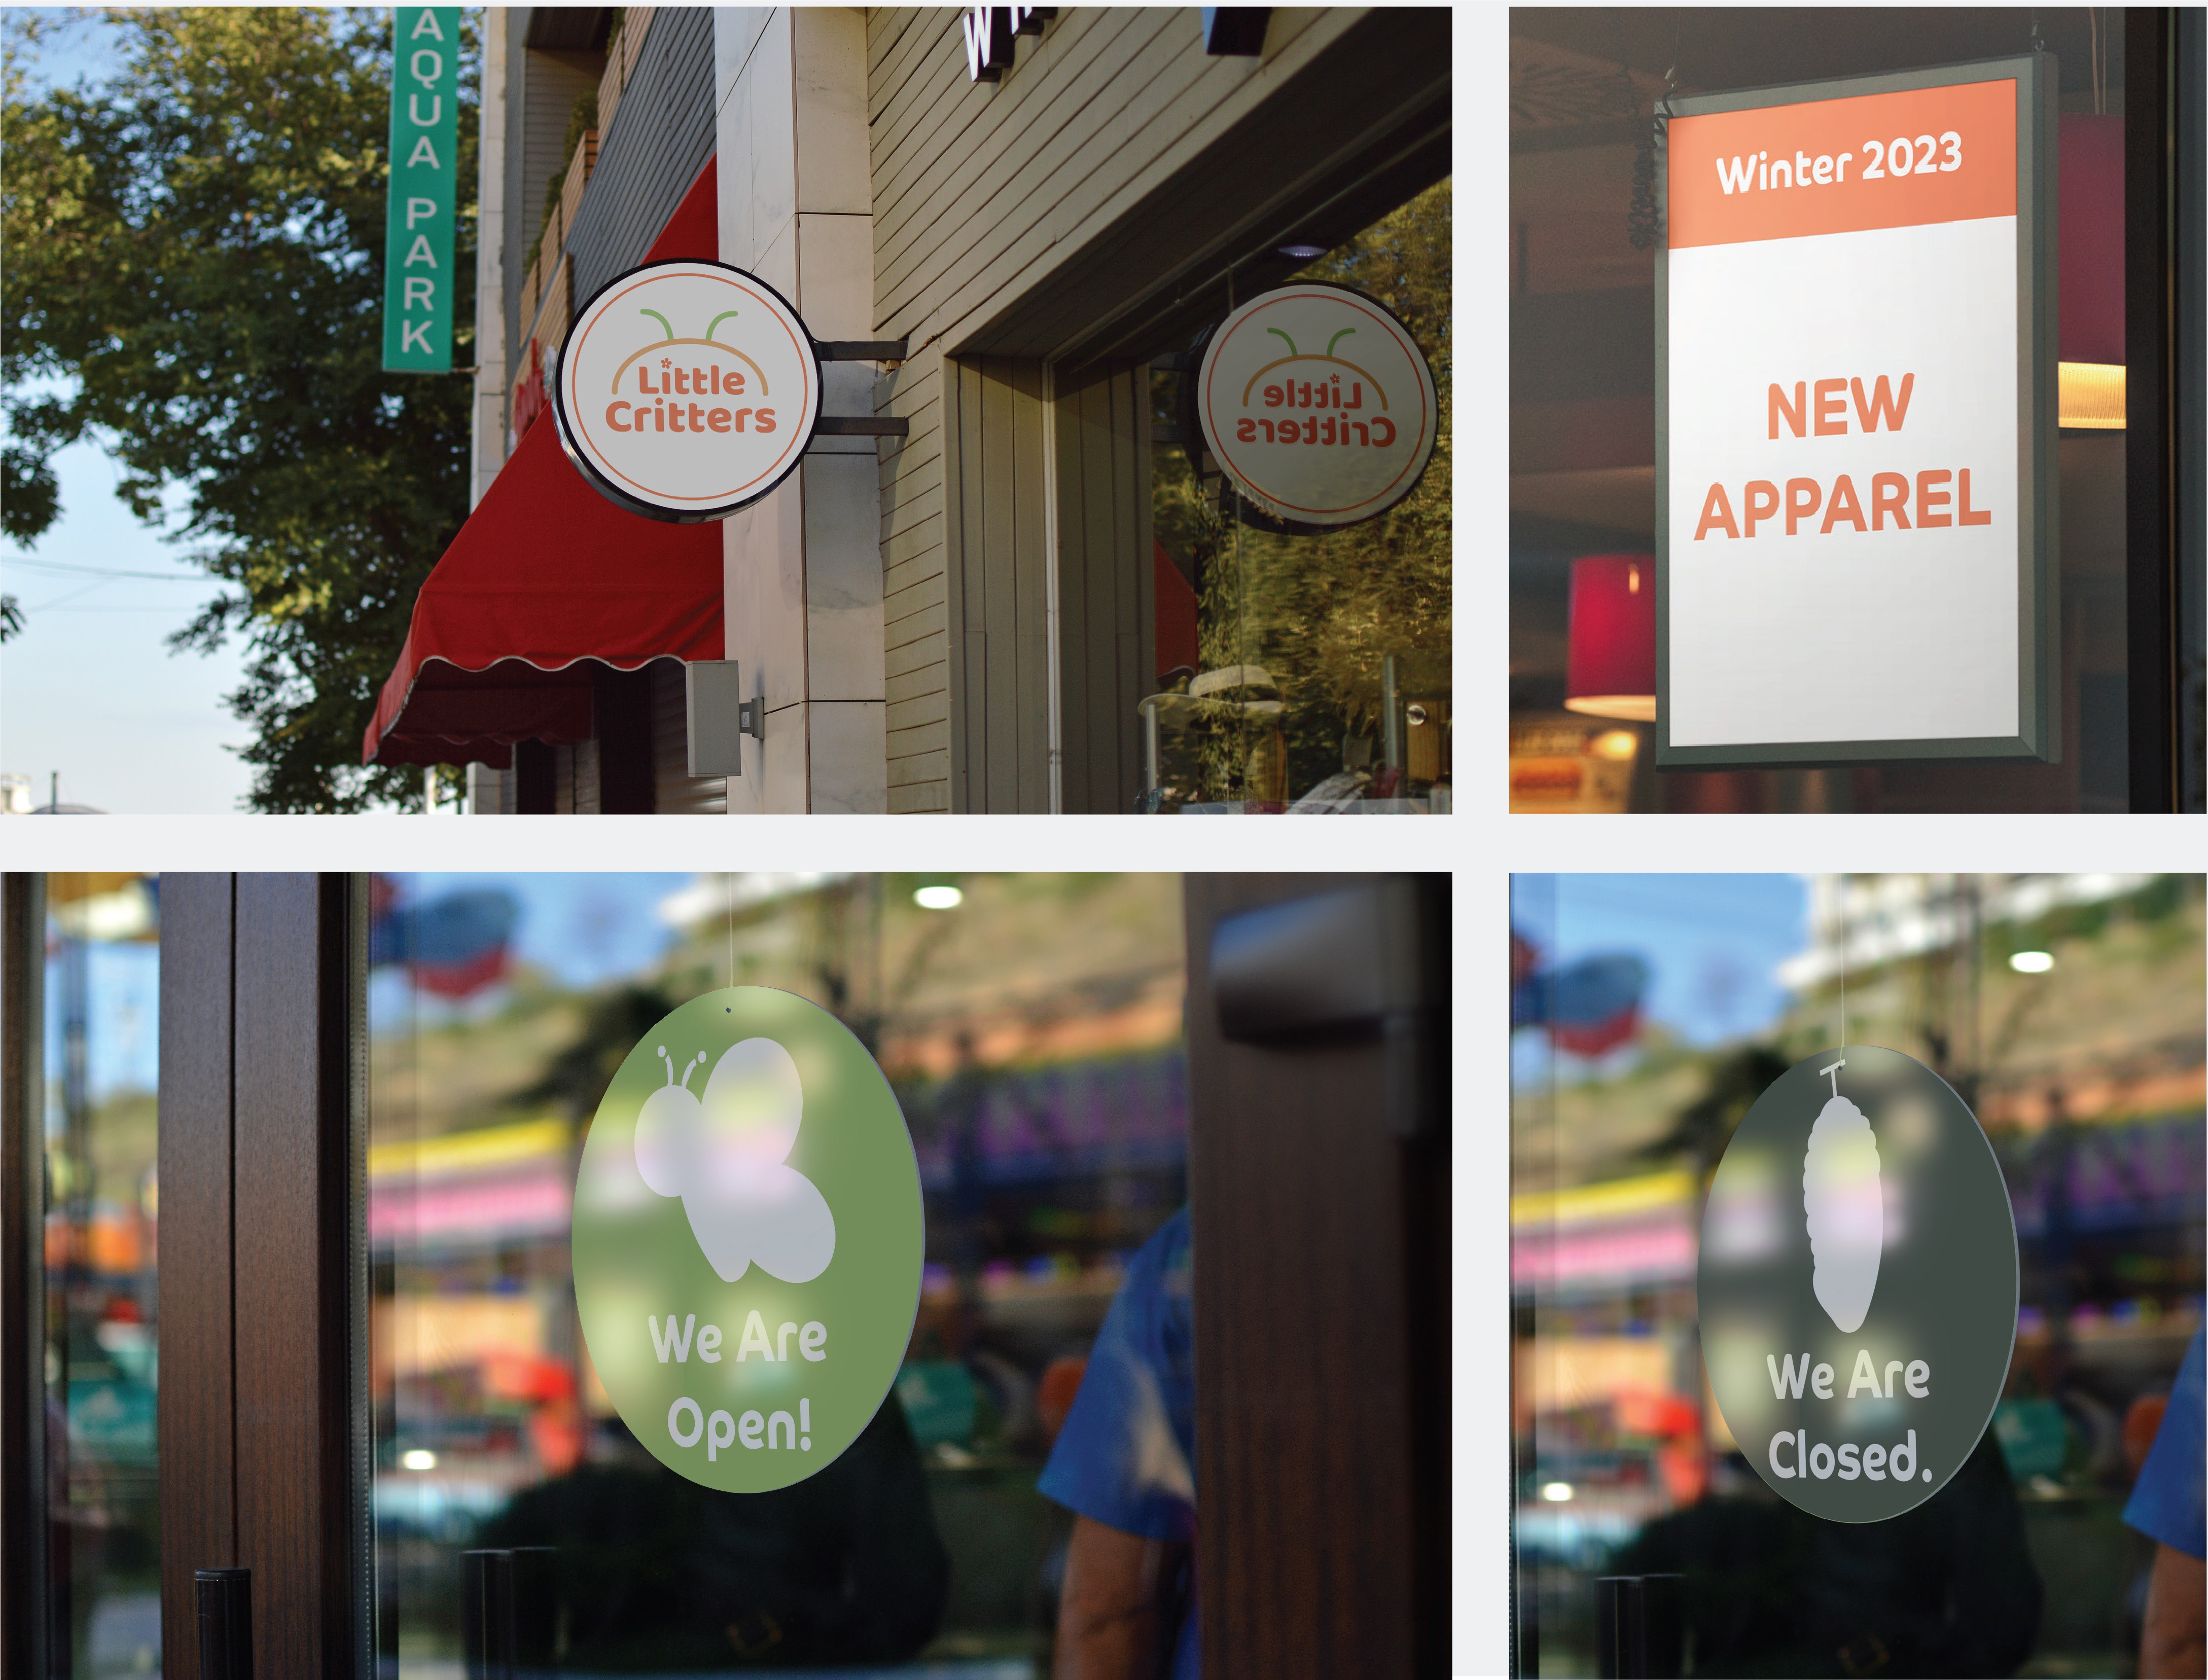 AQUA PARK
W
Little
Critters
Little
Critters
Winter 2023
NEW
APPAREL
We Are
Open!
We Are
Closed.